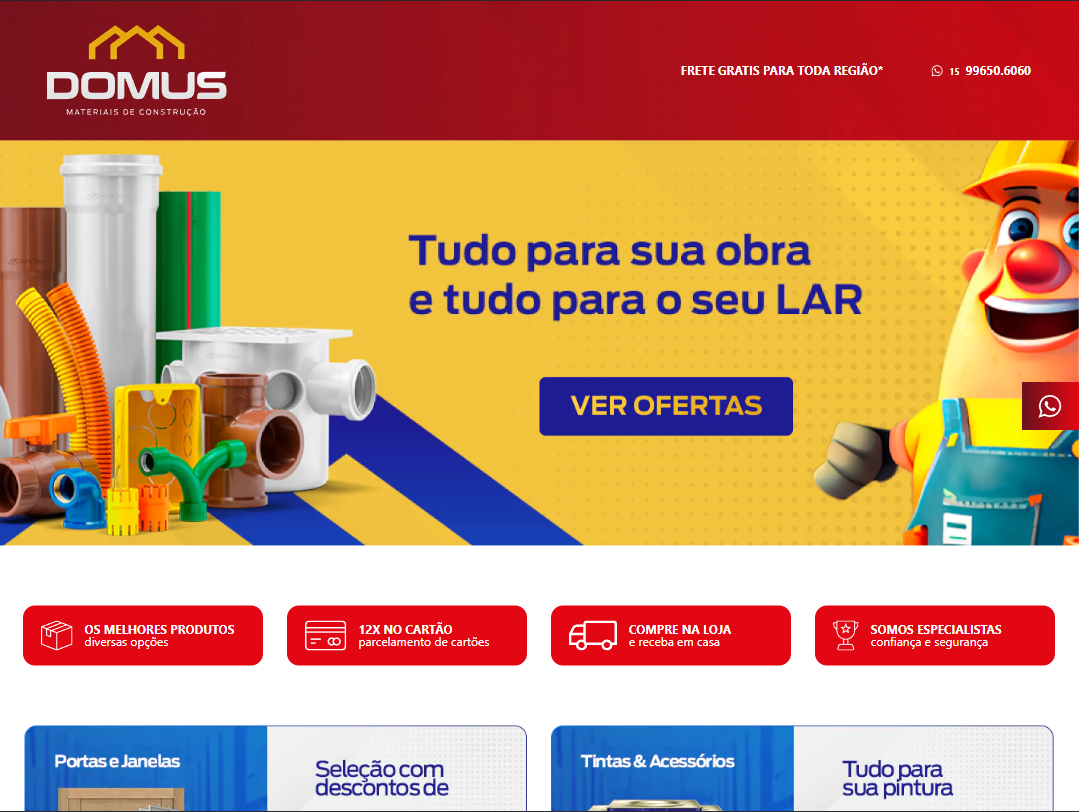 DOMUS
MATERIAIS DE CONSTRUÇÃO
FRETE GRATIS PARA TODA REGIÃO*
15 99650.6060
Tudo para sua obra
e tudo para o seu LAR
VER OFERTAS
OS MELHORES PRODUTOS
diversas opções
12X NO CARTÃO
parcelamento de cartões
COMPRE NA LOJA
e receba em casa
SOMOS ESPECIALISTAS
confiança e segurança
Portas e Janelas
Seleção com
descontos de
Tintas & Acessórios
Tudo para
sua pintura